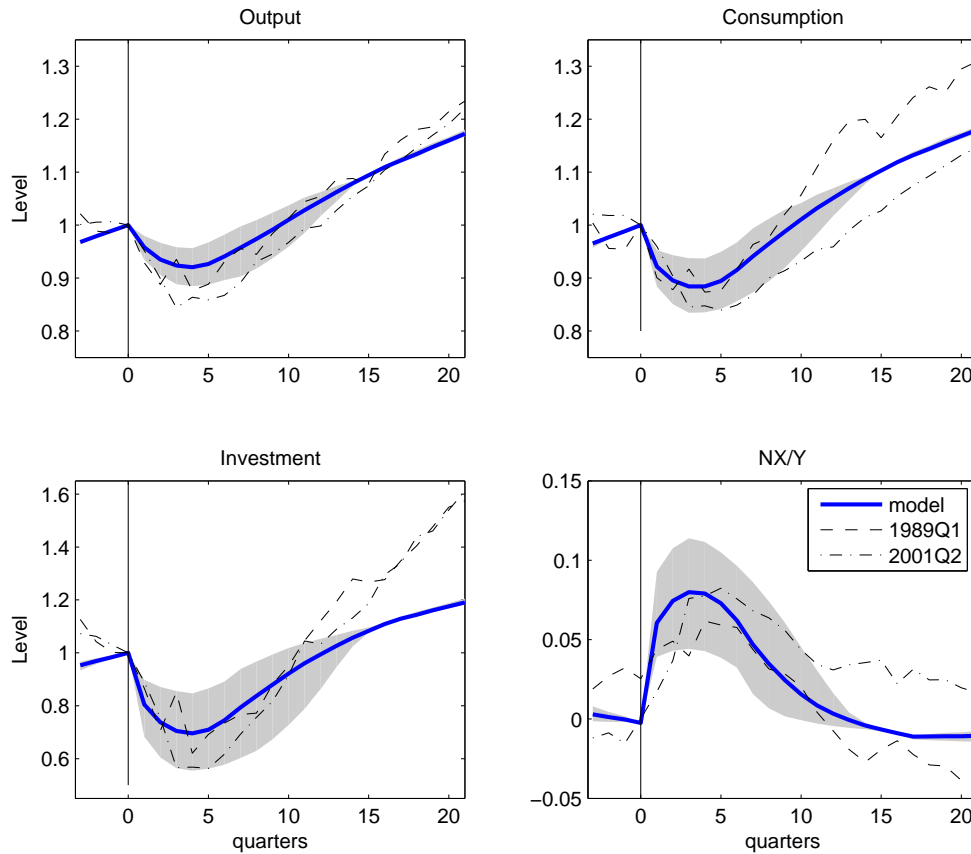 Output
Consumption
1.3
1.2
1.1
1
0.9
0.8
Level
0 5 10 15 20
1.3
1.2
1.1
1
0.9
0.8
0 5 10 15 20
Investment
NX/Y
1.6
1.4
1.2
1
0.8
0.6
Level
0 5 10 15 20
quarters
0.15
0.1
0.05
0
−0.05
model
1989Q1
2001Q2
0 5 10 15 20
quarters